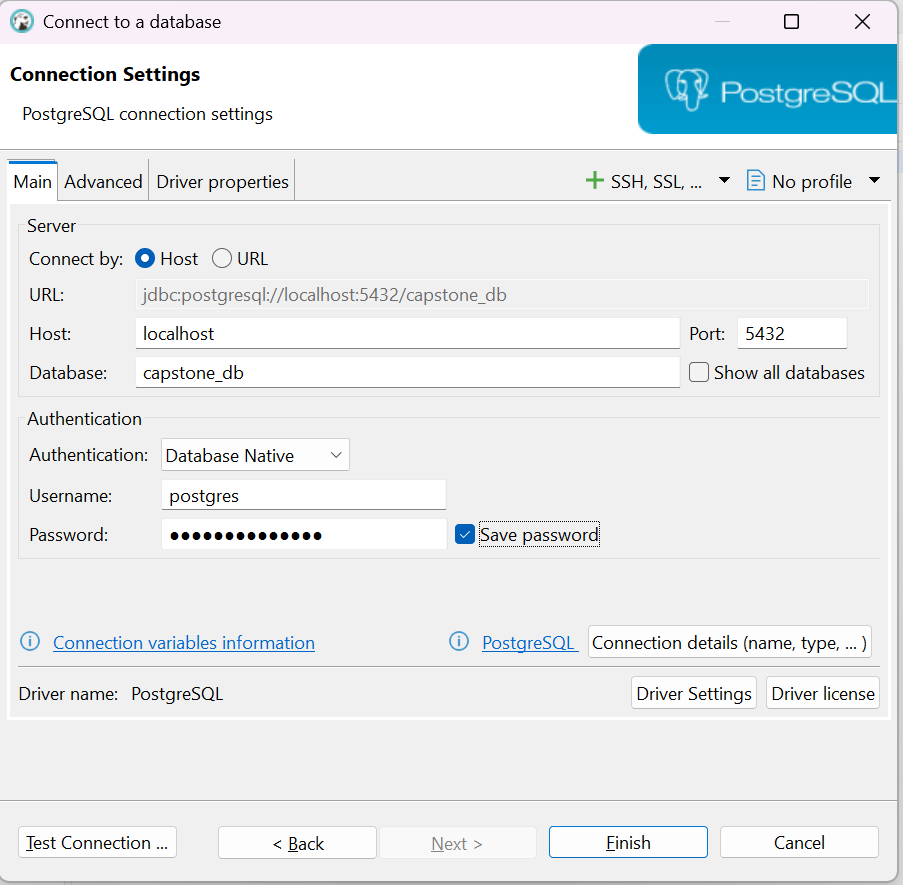 Connect to a database
Connection Settings
PostgreSQL connection settings
PostgreSQL
Main Advanced Driver properties SSH, SSL, ... No profile
Server
Connect by: Host URL
URL: jdbc:postgresql://localhost:5432/capstone_db
Host: localhost Port: 5432
Database: capstone_db Show all databases
Authentication
Authentication: Database Native
Username: postgres
Password: ●●●●●●●●●●●●●● Save password
Connection variables information PostgreSQL Connection details (name, type, ... )
Driver name: PostgreSQL Driver Settings Driver license
Test Connection ... < Back Next > Finish Cancel